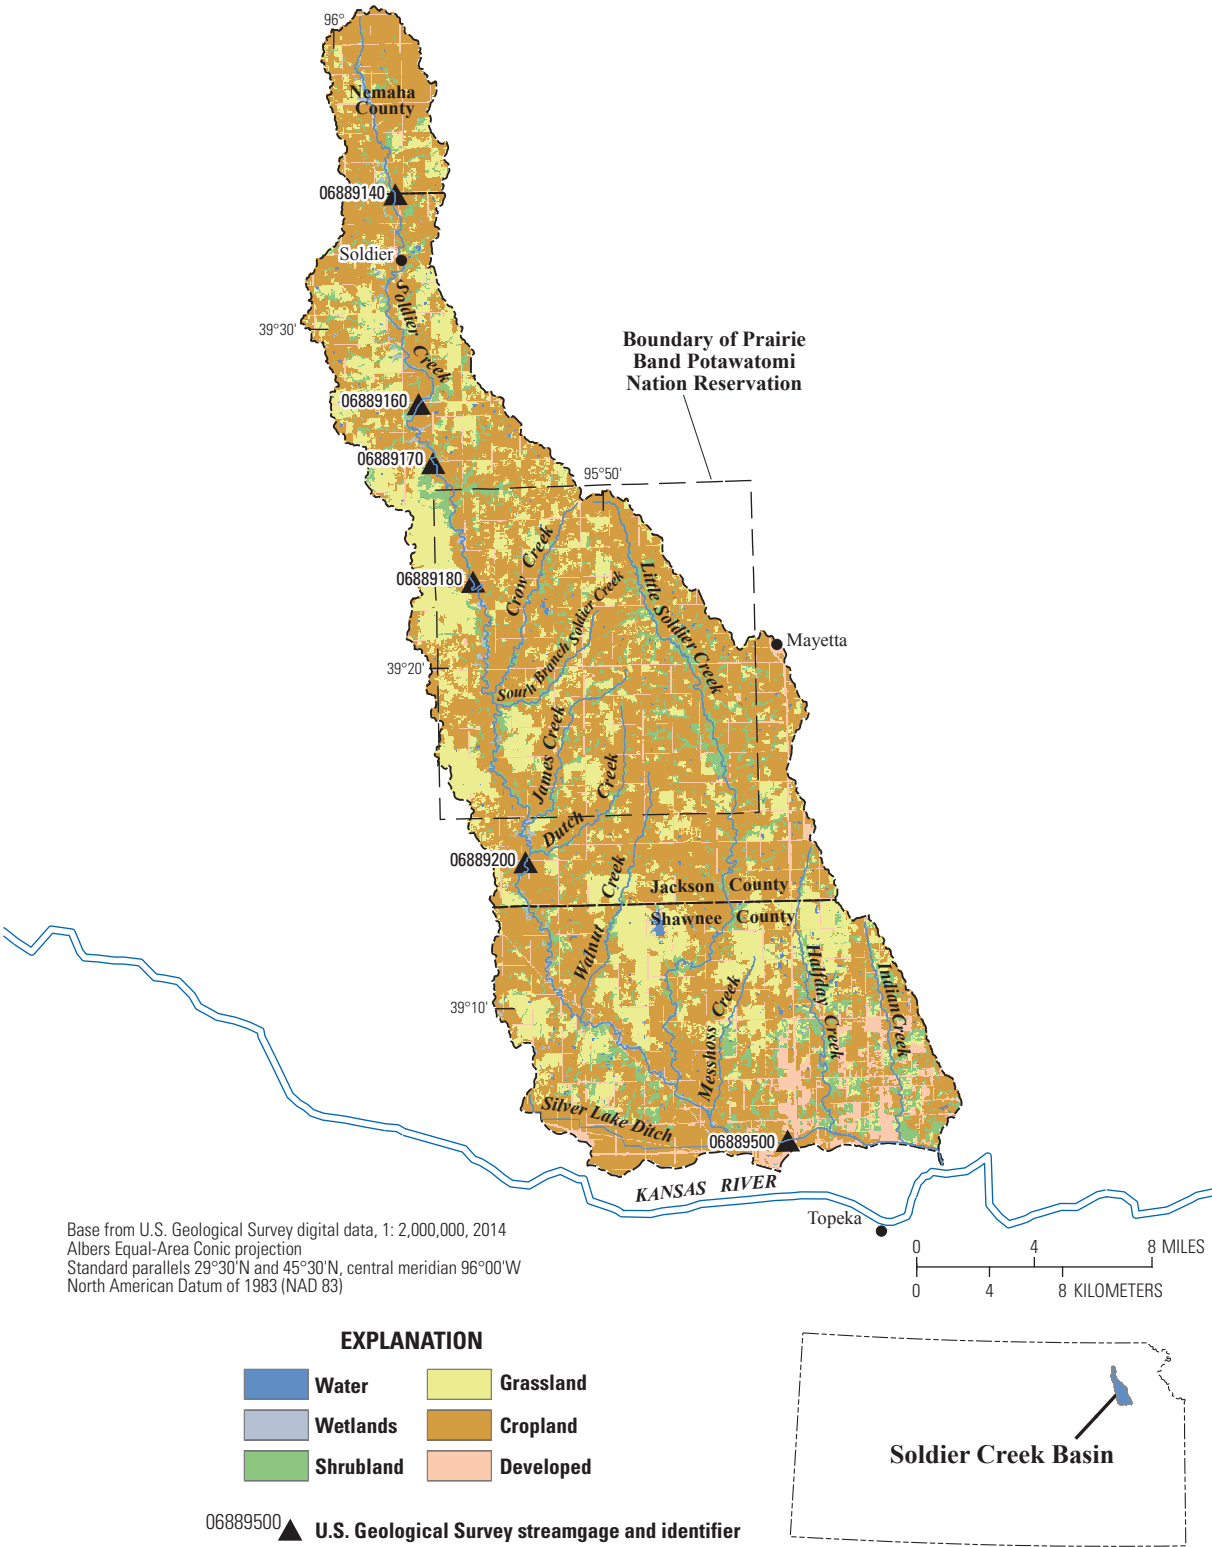 96°
Nemaha
County
06889140
Soldier
Soldier Creek
39°30'
Boundary of Prairie
Band Potawatomi
Nation Reservation
06889160
06889170
95°50'
06889180
Crow Creek
South Branch Soldier Creek
Little Soldier Creek
Mayetta
39°20'
James Creek
Dutch Creek
06889200
Walnut Creek
Jackson County
Shawnee County
39°10'
Messhoss Creek
Halfday Creek
Indian Creek
Silver Lake Ditch
06889500
KANSAS RIVER
Topeka
Base from U.S. Geological Survey digital data, 1: 2,000,000, 2014
Albers Equal-Area Conic projection
Standard parallels 29°30'N and 45°30'N, central meridian 96°00'W
North American Datum of 1983 (NAD 83)
0 4 8 MILES
0 4 8 KILOMETERS
EXPLANATION
Water
Grassland
Wetlands
Cropland
Shrubland
Developed
06889500 U.S. Geological Survey streamgage and identifier
Soldier Creek Basin